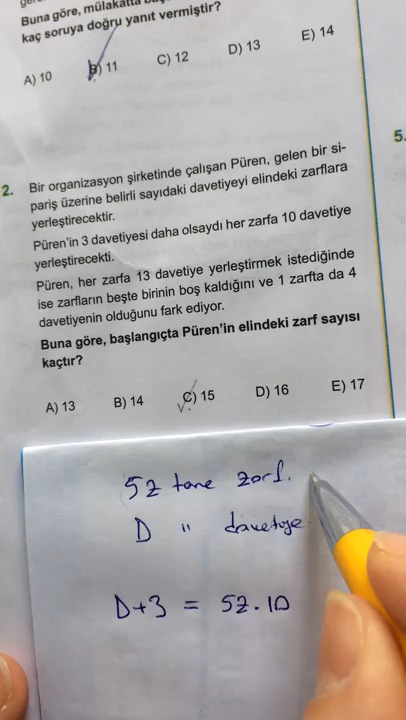 Buna göre, mülakatta
kaç soruya doğru yanıt vermiştir?
A) 10
B) 11
C) 12
D) 13
E) 14
5.
2. Bir organizasyon şirketinde çalışan Püren, gelen bir si-
pariş üzerine belirli sayıdaki davetiyeyi elindeki zarflara
yerleştirecektir.
Püren'in 3 davetiyesi daha olsaydı her zarfa 10 davetiye
yerleştirecekti.
Püren, her zarfa 13 davetiye yerleştirmek istediğinde
ise zarfların beşte birinin boş kaldığını ve 1 zarfta da 4
davetiyenin olduğunu fark ediyor.
Buna göre, başlangıçta Püren'in elindeki zarf sayısı
kaçtır?
A) 13
B) 14
C) 15
D) 16
E) 17
5z tane zarf.
D " davetiye
D+3 = 5z.10